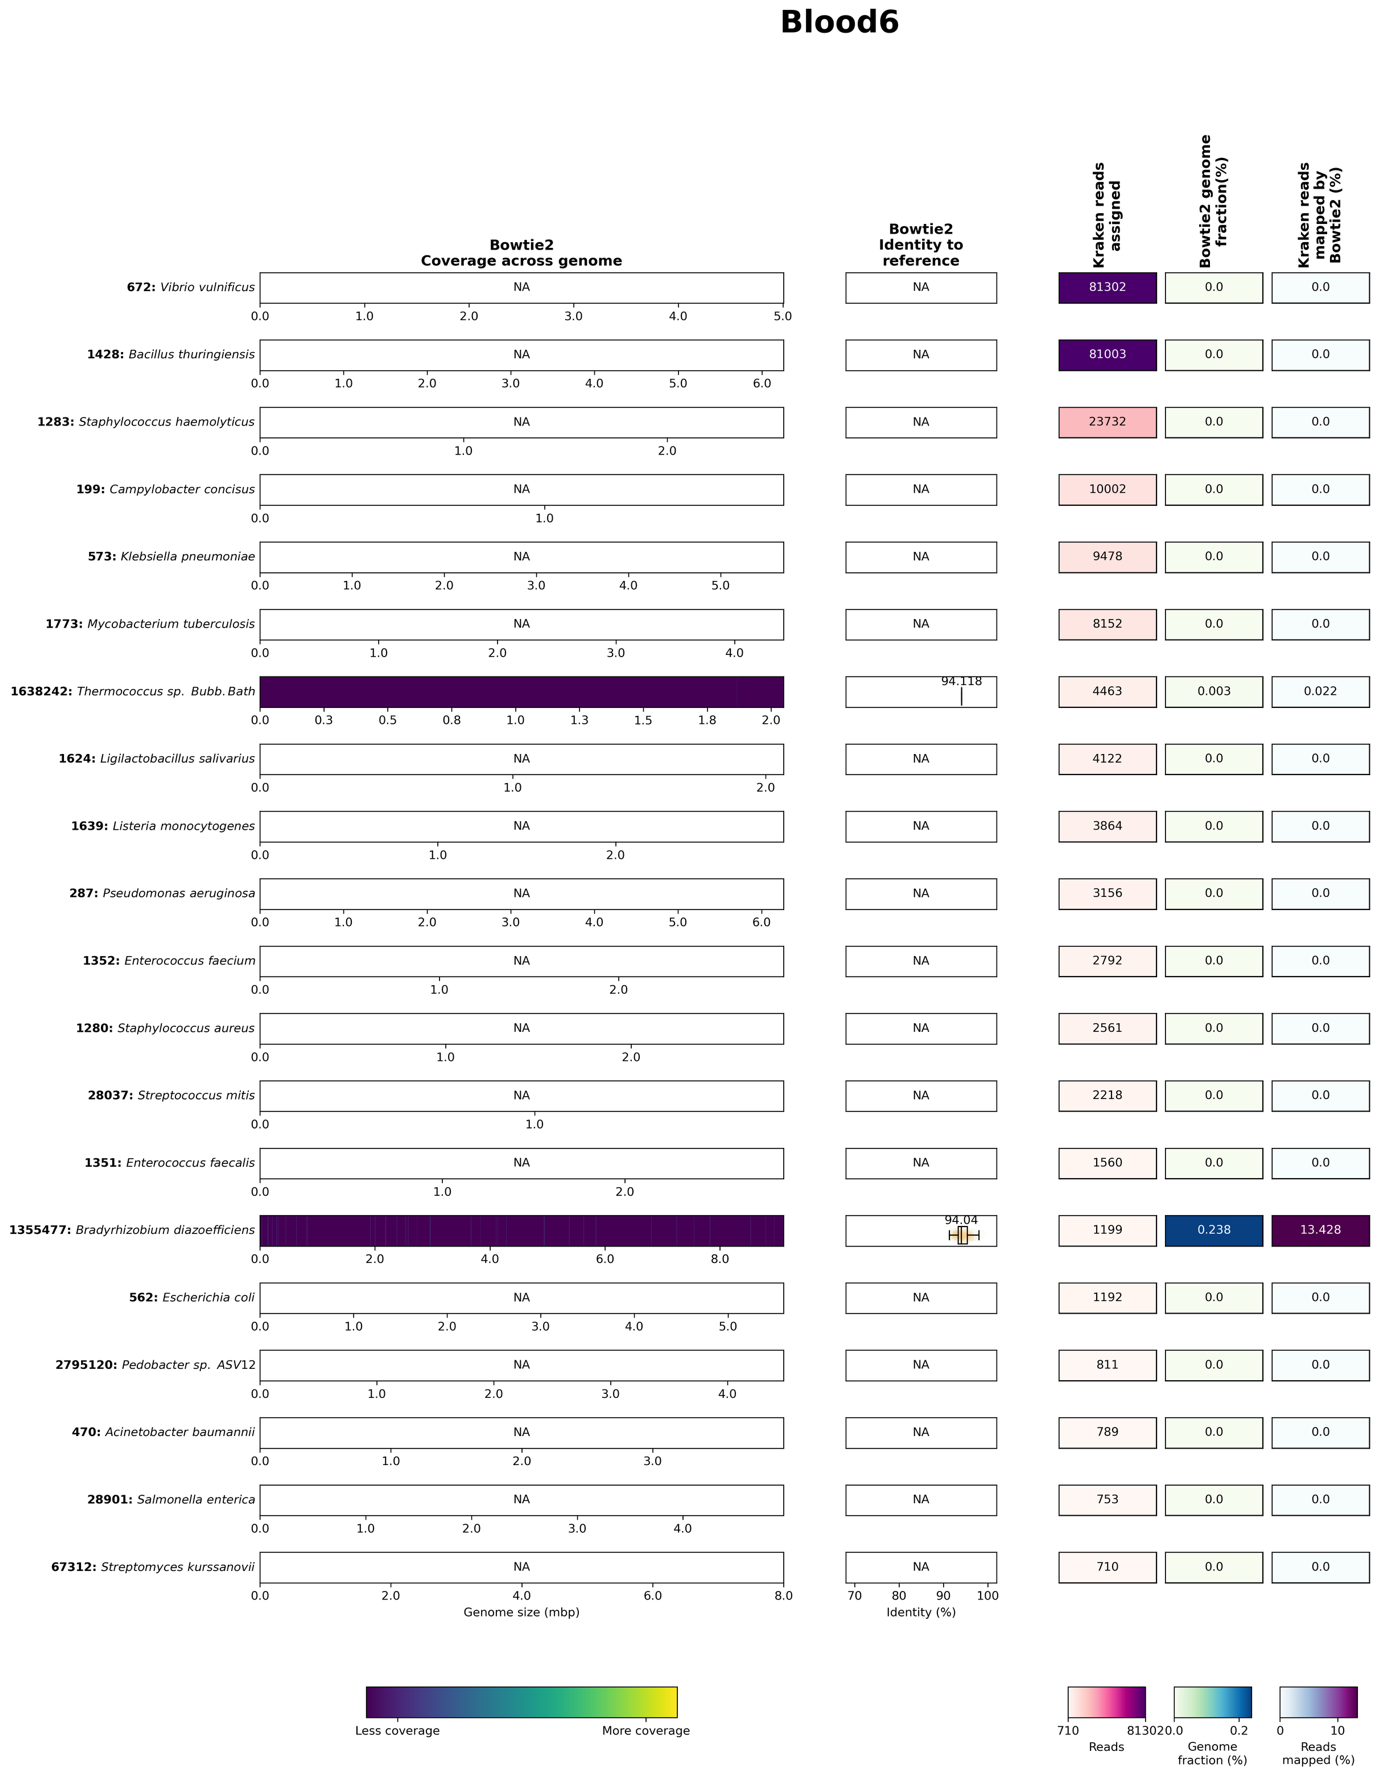 Blood6
Bowtie2
Coverage across genome
Bowtie2
Identity to
reference
Kraken reads
assigned
Bowtie2 genome
fraction(%)
Kraken reads
mapped by
Bowtie2 (%)
672: Vibrio vulnificus NA NA 81302 0.0 0.0
0.0 1.0 2.0 3.0 4.0 5.0
1428: Bacillus thuringiensis NA NA 81003 0.0 0.0
0.0 1.0 2.0 3.0 4.0 5.0 6.0
1283: Staphylococcus haemolyticus NA NA 23732 0.0 0.0
0.0 1.0 2.0
199: Campylobacter concisus NA NA 10002 0.0 0.0
0.0 1.0
573: Klebsiella pneumoniae NA NA 9478 0.0 0.0
0.0 1.0 2.0 3.0 4.0 5.0
1773: Mycobacterium tuberculosis NA NA 8152 0.0 0.0
0.0 1.0 2.0 3.0 4.0
1638242: Thermococcus sp. Bubb.Bath 94.118 4463 0.003 0.022
0.0 0.3 0.5 0.8 1.0 1.3 1.5 1.8 2.0
1624: Ligilactobacillus salivarius NA NA 4122 0.0 0.0
0.0 1.0 2.0
1639: Listeria monocytogenes NA NA 3864 0.0 0.0
0.0 1.0 2.0
287: Pseudomonas aeruginosa NA NA 3156 0.0 0.0
0.0 1.0 2.0 3.0 4.0 5.0 6.0
1352: Enterococcus faecium NA NA 2792 0.0 0.0
0.0 1.0 2.0
1280: Staphylococcus aureus NA NA 2561 0.0 0.0
0.0 1.0 2.0
28037: Streptococcus mitis NA NA 2218 0.0 0.0
0.0 1.0
1351: Enterococcus faecalis NA NA 1560 0.0 0.0
0.0 1.0 2.0
1355477: Bradyrhizobium diazoefficiens 94.04 1199 0.238 13.428
0.0 2.0 4.0 6.0 8.0
562: Escherichia coli NA NA 1192 0.0 0.0
0.0 1.0 2.0 3.0 4.0 5.0
2795120: Pedobacter sp. ASV12 NA NA 811 0.0 0.0
0.0 1.0 2.0 3.0 4.0
470: Acinetobacter baumannii NA NA 789 0.0 0.0
0.0 1.0 2.0 3.0
28901: Salmonella enterica NA NA 753 0.0 0.0
0.0 1.0 2.0 3.0 4.0
67312: Streptomyces kurssanovii NA NA 710 0.0 0.0
0.0 2.0 4.0 6.0 8.0 70 80 90 100
Genome size (mbp) Identity (%)
Less coverage More coverage
710 81302 0.0 0.2 0 10
Reads
Genome
fraction (%)
Reads
mapped (%)